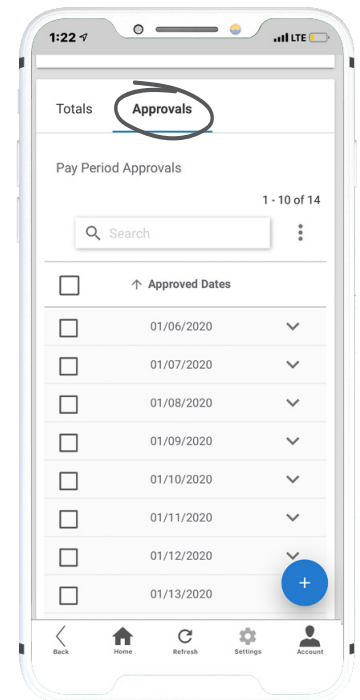 1:22
LTE
Totals
Approvals
Pay Period Approvals
1 - 10 of 14
Search
Approved Dates
01/06/2020
01/07/2020
01/08/2020
01/09/2020
01/10/2020
01/11/2020
01/12/2020
01/13/2020
Back
Home
Refresh
Settings
Account